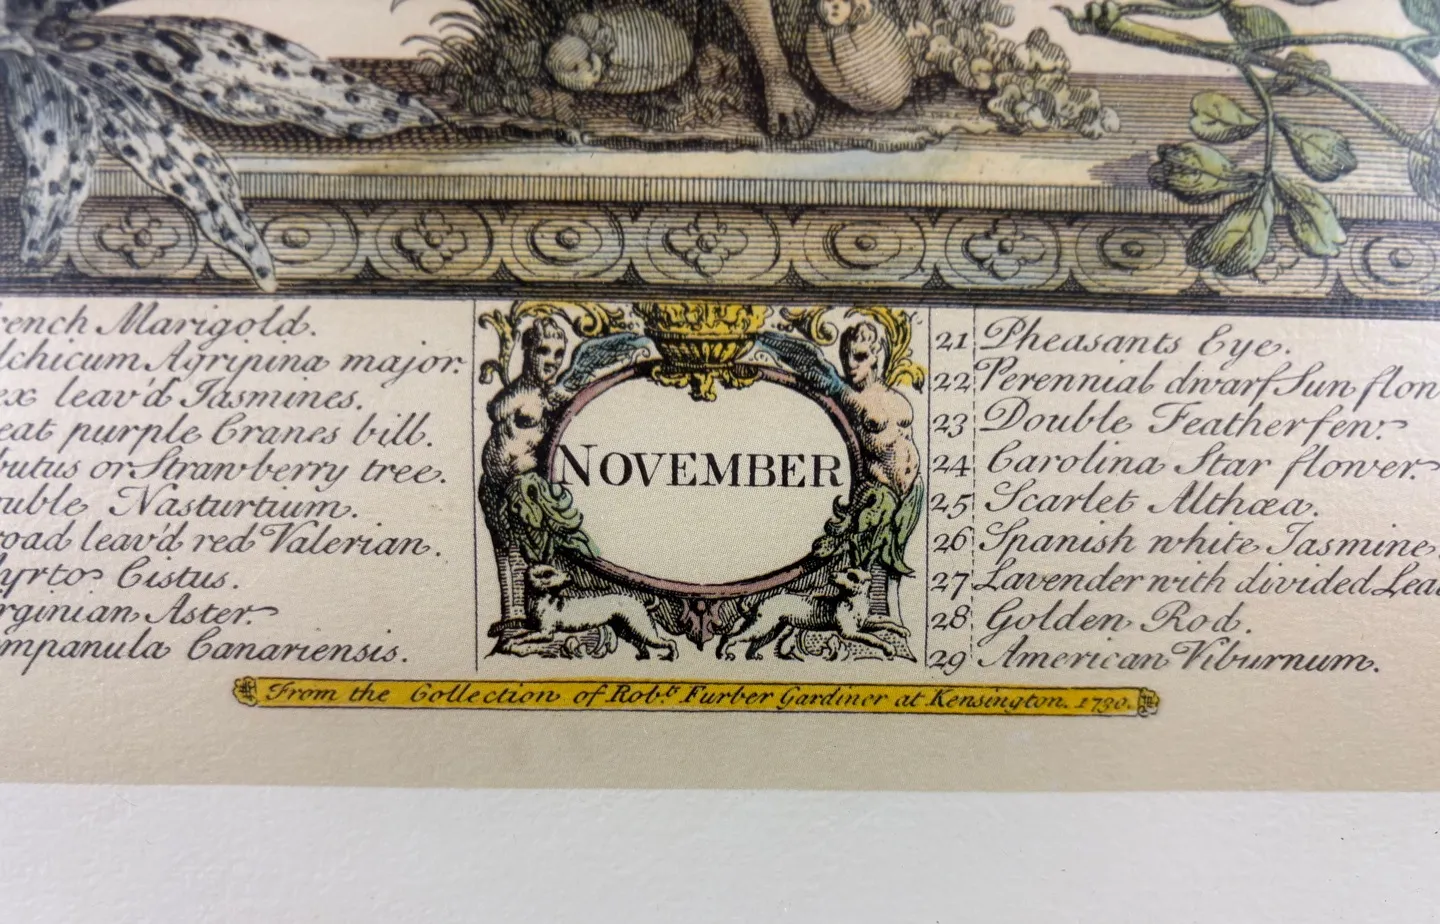 rench Marigold.
lchicum Agripina major.
ex leav'd Jasmines.
eat purple Cranes bill.
butus or Strawberry tree.
uble Nasturtium.
road leav'd red Valerian.
yrto Cistus.
rginian Aster.
mpanula Canariensis.
NOVEMBER
21 Pheasants Eye.
22 Perennial dwarf Sun flow
23 Double Featherfew.
24 Carolina Star flower.
25 Scarlet Althæa.
26 Spanish white Jasmine.
27 Lavender with divided Lea
28 Golden Rod.
29 American Viburnum.
From the Collection of Robt. Furber Gardiner at Kensington. 1730.